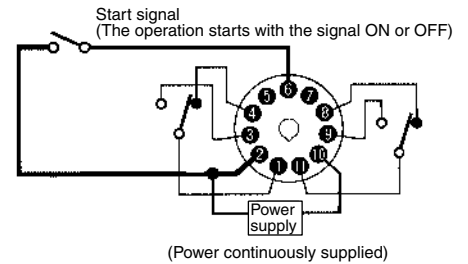 Start signal
(The operation starts with the signal ON or OFF)
6
5
7
4
8
3
9
2
10
1
11
Power
supply
(Power continuously supplied)